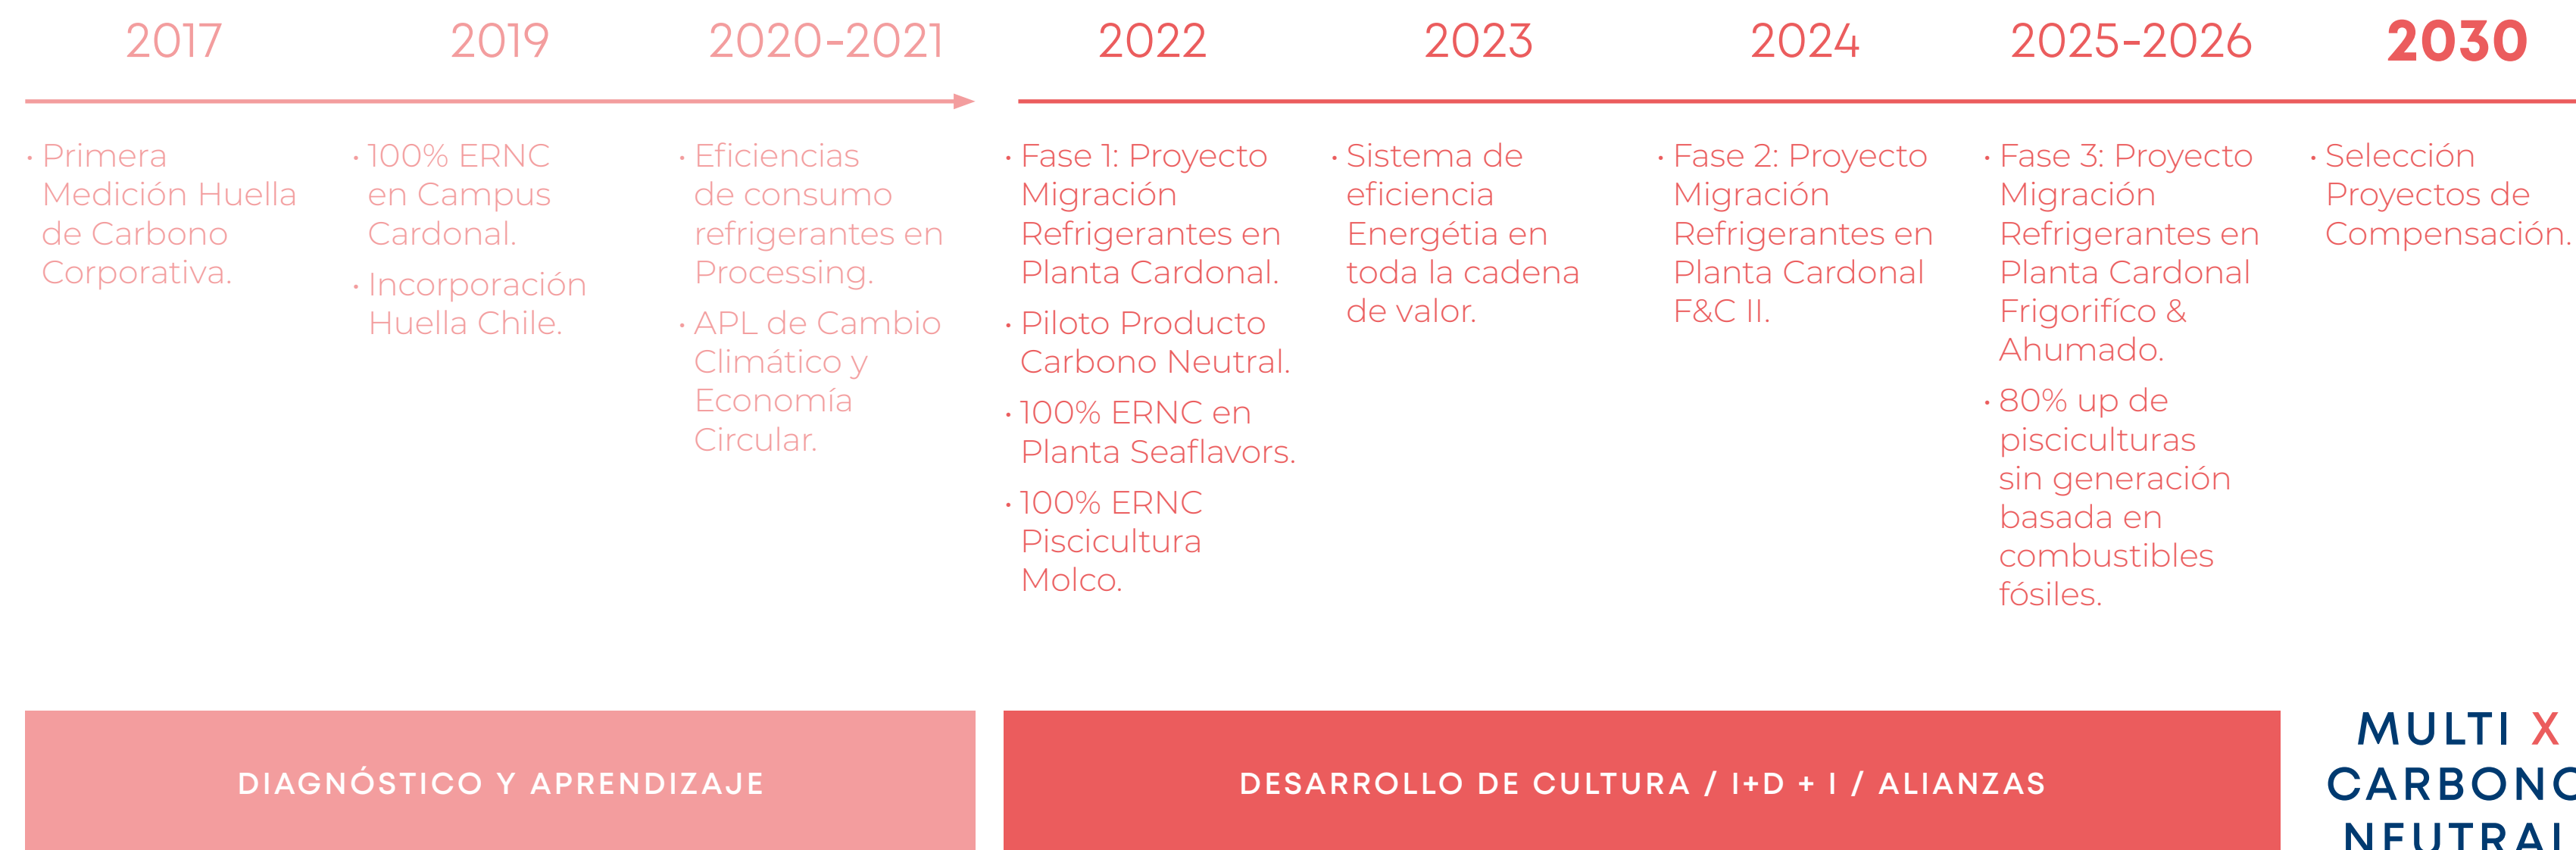 2017
2019
2020-2021
2022
2023
2024
2025-2026
2030
· Primera
Medición Huella
de Carbono
Corporativa.
· 100% ERNC
en Campus
Cardonal.
· Incorporación
Huella Chile.
· Eficiencias
de consumo
refrigerantes en
Processing.
· APL de Cambio
Climático y
Economía
Circular.
· Fase 1: Proyecto
Migración
Refrigerantes en
Planta Cardonal.
· Piloto Producto
Carbono Neutral.
· 100% ERNC en
Planta Seaflavors.
· 100% ERNC
Piscicultura
Molco.
· Sistema de
eficiencia
Energétia en
toda la cadena
de valor.
· Fase 2: Proyecto
Migración
Refrigerantes en
Planta Cardonal
F&C II.
· Fase 3: Proyecto
Migración
Refrigerantes en
Planta Cardonal
Frigorifíco &
Ahumado.
· 80% up de
pisciculturas
sin generación
basada en
combustibles
fósiles.
· Selección
Proyectos de
Compensación.
DIAGNÓSTICO Y APRENDIZAJE
DESARROLLO DE CULTURA / I+D + I / ALIANZAS
MULTI X
CARBONO
NEUTRAL